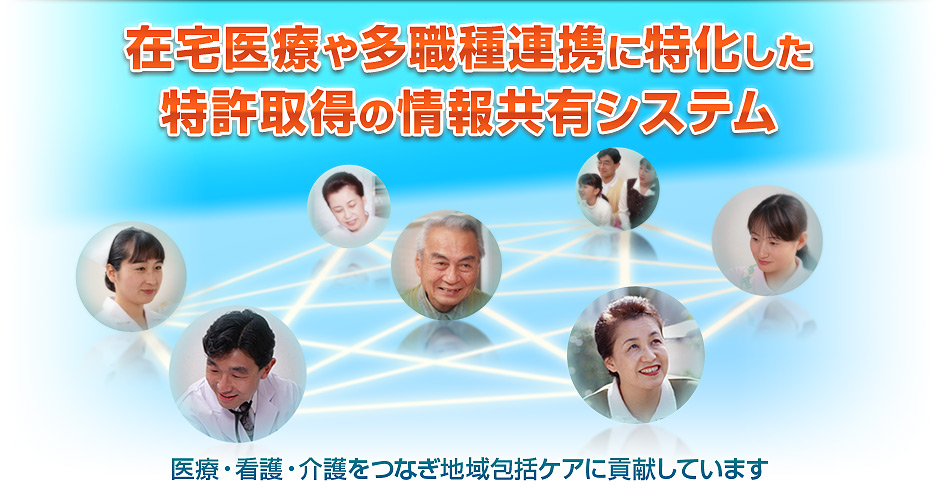 在宅医療や多職種連携に特化した
特許取得の情報共有システム
医療・看護・介護をつなぎ地域包括ケアに貢献しています